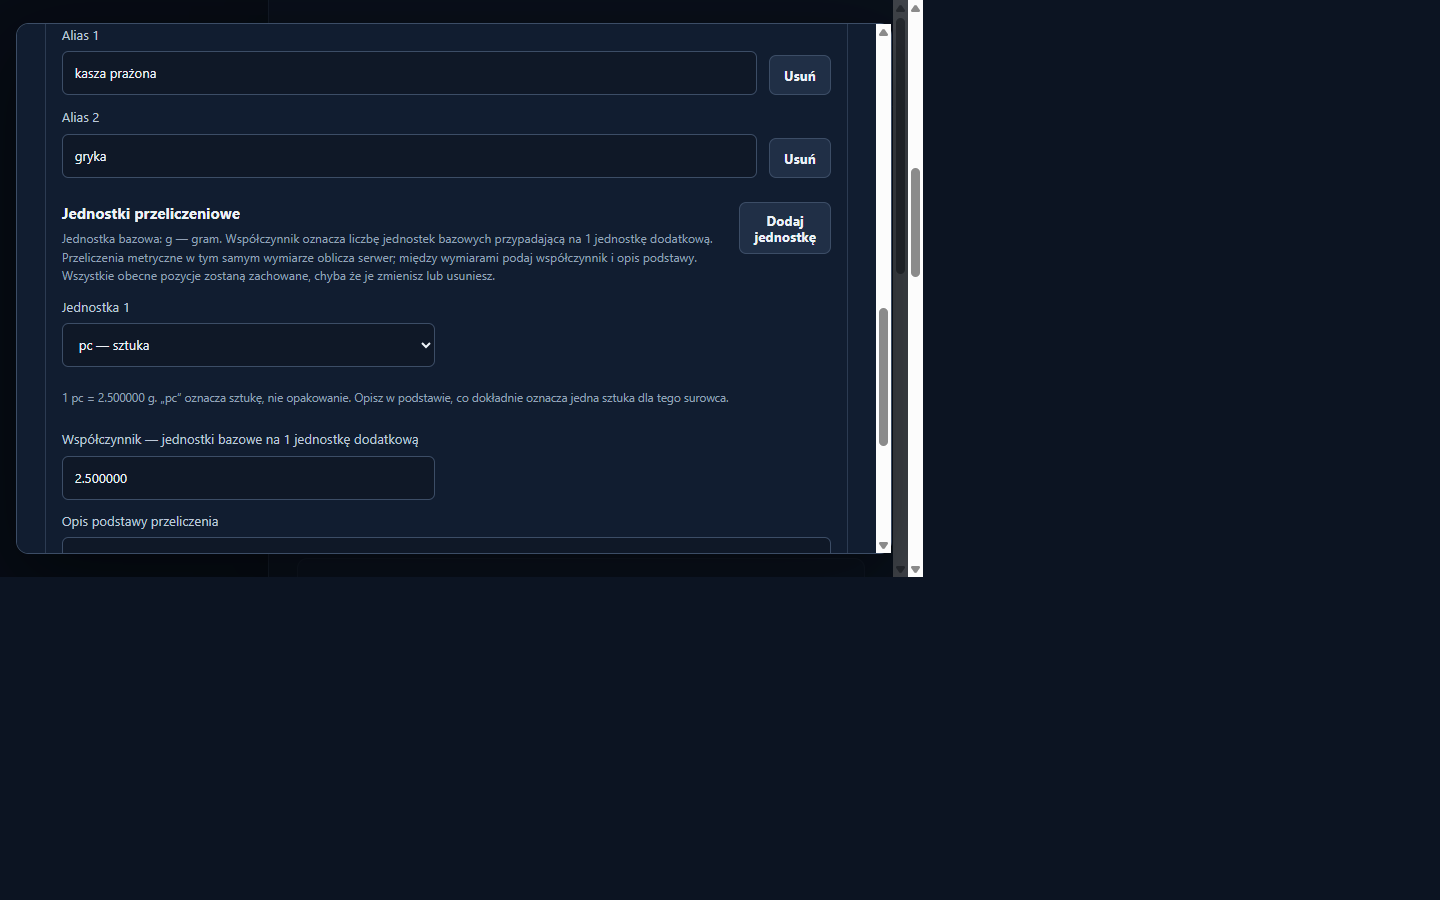 Alias 1
kasza prażona
Usuń
Alias 2
gryka
Usuń
Jednostki przeliczeniowe
Dodaj
jednostkę
Jednostka bazowa: g — gram. Współczynnik oznacza liczbę jednostek bazowych przypadającą na 1 jednostkę dodatkową.
Przeliczenia metryczne w tym samym wymiarze oblicza serwer; między wymiarami podaj współczynnik i opis podstawy.
Wszystkie obecne pozycje zostaną zachowane, chyba że je zmienisz lub usuniesz.
Jednostka 1
pc — sztuka
1 pc = 2.500000 g. „pc” oznacza sztukę, nie opakowanie. Opisz w podstawie, co dokładnie oznacza jedna sztuka dla tego surowca.
Współczynnik — jednostki bazowe na 1 jednostkę dodatkową
2.500000
Opis podstawy przeliczenia